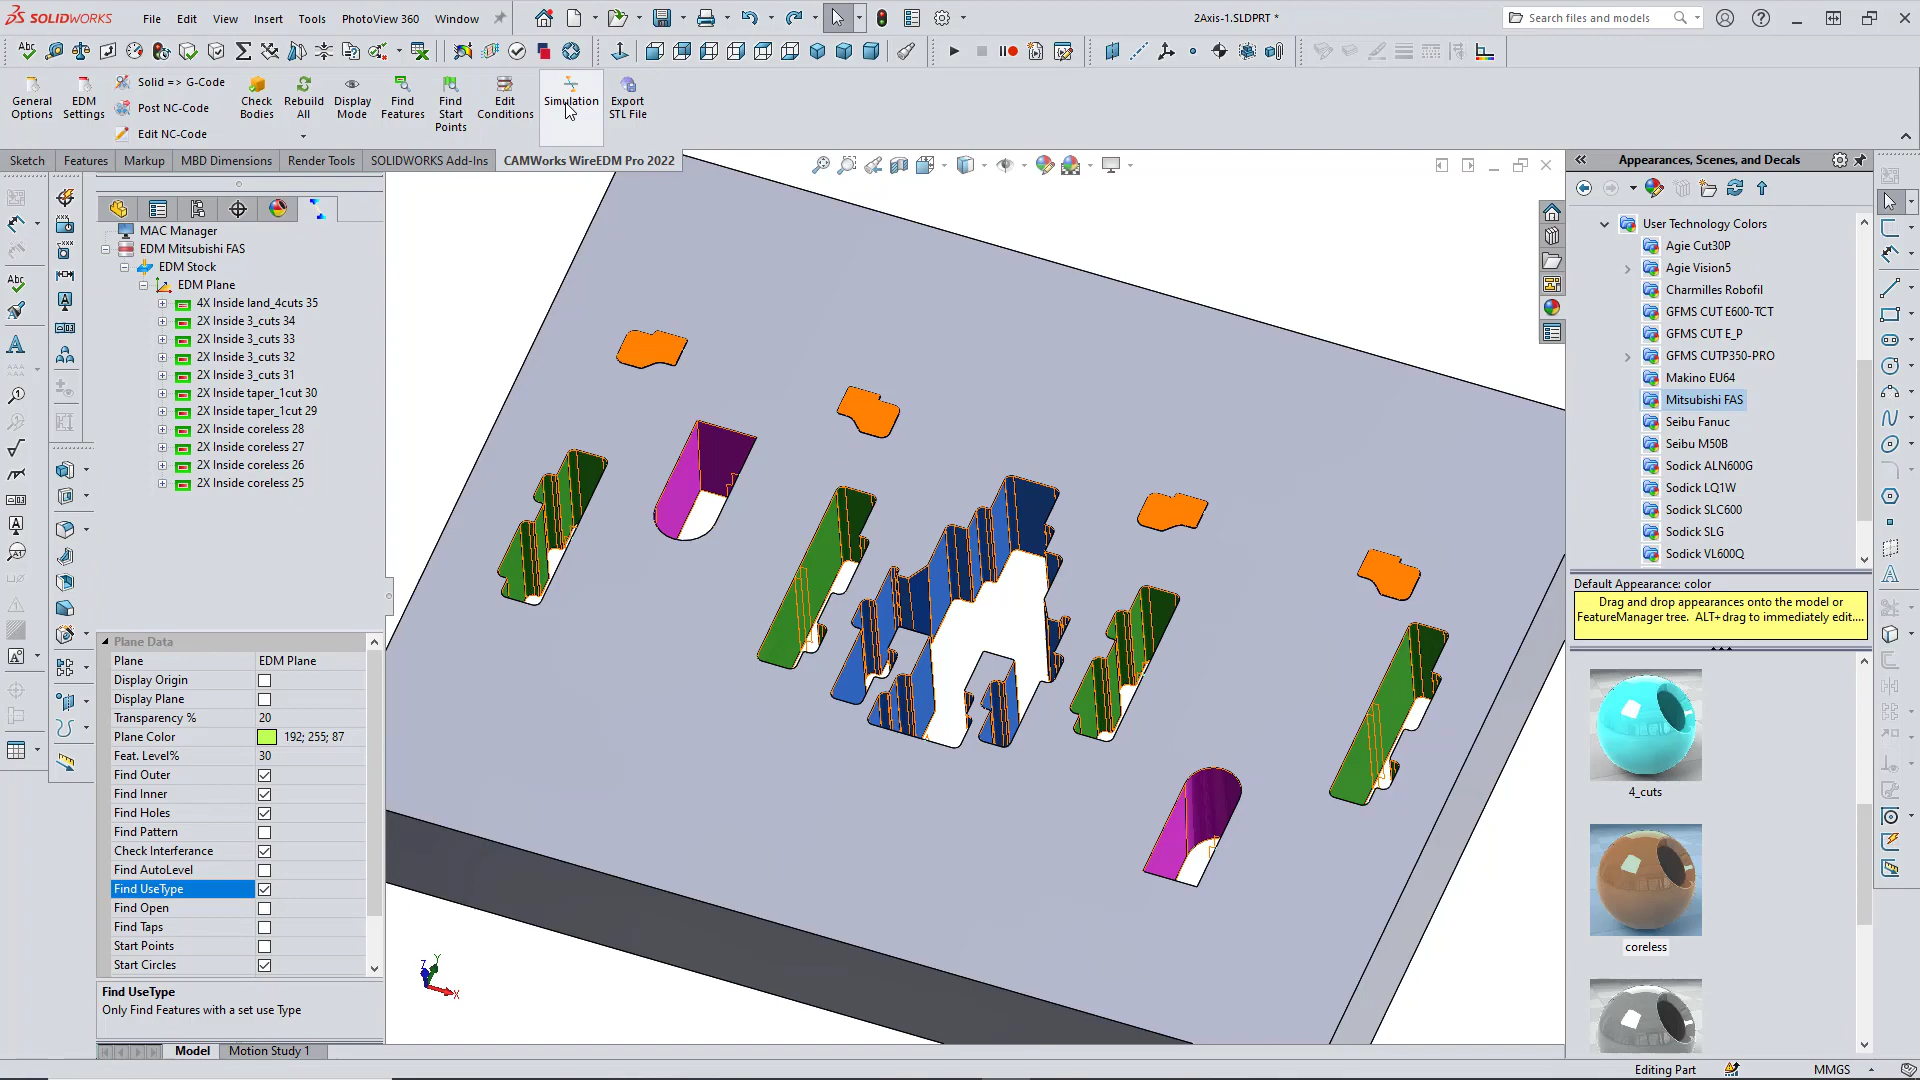 SOLIDWORKS
File
Edit
View
Insert
Tools
PhotoView 360
Window
2Axis-1.SLDPRT *
Search files and models
General Options
EDM Settings
Solid => G-Code
Post NC-Code
Edit NC-Code
Check Bodies
Rebuild All
Display Mode
Find Features
Find Start Points
Edit Conditions
Simulation
Export STL File
Sketch
Features
Markup
MBD Dimensions
Render Tools
SOLIDWORKS Add-Ins
CAMWorks WireEDM Pro 2022
MAC Manager
EDM Mitsubishi FAS
EDM Stock
EDM Plane
4X Inside land_4cuts 35
2X Inside 3_cuts 34
2X Inside 3_cuts 33
2X Inside 3_cuts 32
2X Inside 3_cuts 31
2X Inside taper_1cut 30
2X Inside taper_1cut 29
2X Inside coreless 28
2X Inside coreless 27
2X Inside coreless 26
2X Inside coreless 25
Plane Data
Plane EDM Plane
Display Origin
Display Plane
Transparency % 20
Plane Color 192; 255; 87
Feat. Level% 30
Find Outer
Find Inner
Find Holes
Find Pattern
Check Interferance
Find AutoLevel
Find UseType
Find Open
Find Taps
Start Points
Start Circles
Find UseType
Only Find Features with a set use Type
Model
Motion Study 1
Z
Y
X
Appearances, Scenes, and Decals
User Technology Colors
Agie Cut30P
Agie Vision5
Charmilles Robofil
GFMS CUT E600-TCT
GFMS CUT E_P
GFMS CUTP350-PRO
Makino EU64
Mitsubishi FAS
Seibu Fanuc
Seibu M50B
Sodick ALN600G
Sodick LQ1W
Sodick SLC600
Sodick SLG
Sodick VL600Q
Default Appearance: color
Drag and drop appearances onto the model or
FeatureManager tree. ALT+drag to immediately edit....
4_cuts
coreless
Editing Part
MMGS